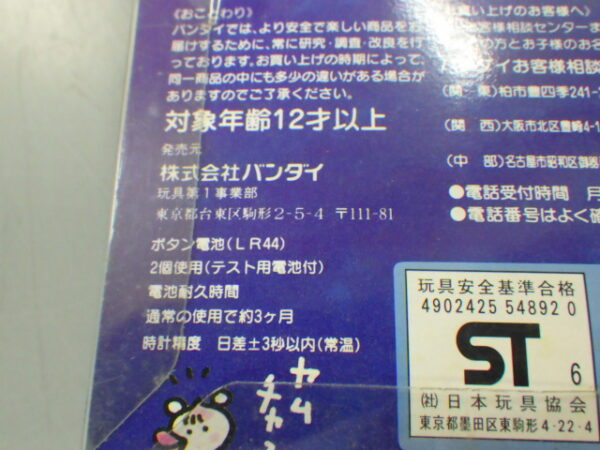 《おことわり》
バンダイでは、より安全で楽しい商品をお
届けするために、常に研究・調査・改良を行
っております。お買い上げの時期によって、
同一商品の中にも多少の違いがある場合が
ありますのでご了承ください。
対象年齢12才以上
発売元
株式会社バンダイ
玩具第1事業部
東京都台東区駒形2-5-4 〒111-81
ボタン電池(LR44)
2個使用(テスト用電池付)
電池耐久時間
通常の使用で約3ヶ月
時計精度 日差±3秒以内(常温)
買い上げのお客様へ》
客様相談センターま
の方とお子様のお名
ダイお客様相談
(関 東)柏市豊四季241-
(関 西)大阪市北区豊崎4-1
(中 部)名古屋市昭和区御器
●電話受付時間 月
●電話番号はよく確
玩具安全基準合格
4902425 54892 0
ST 6
(社)日本玩具協会
東京都墨田区東駒形4-22-4